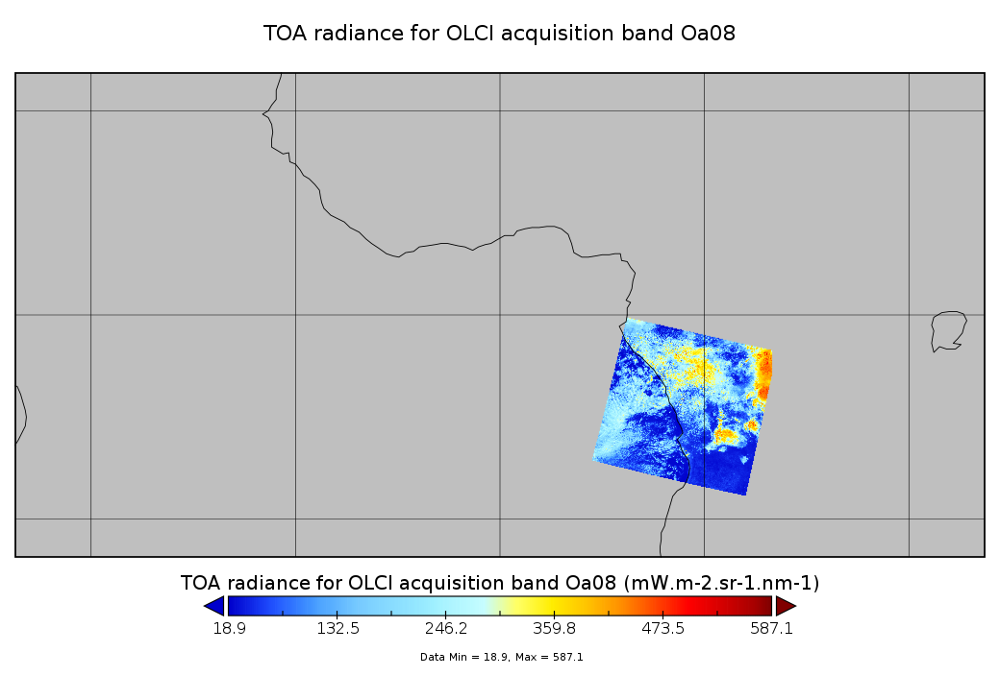 TOA radiance for OLCI acquisition band Oa08
TOA radiance for OLCI acquisition band Oa08 (mW.m-2.sr-1.nm-1)
18.9 132.5 246.2 359.8 473.5 587.1
Data Min = 18.9, Max = 587.1